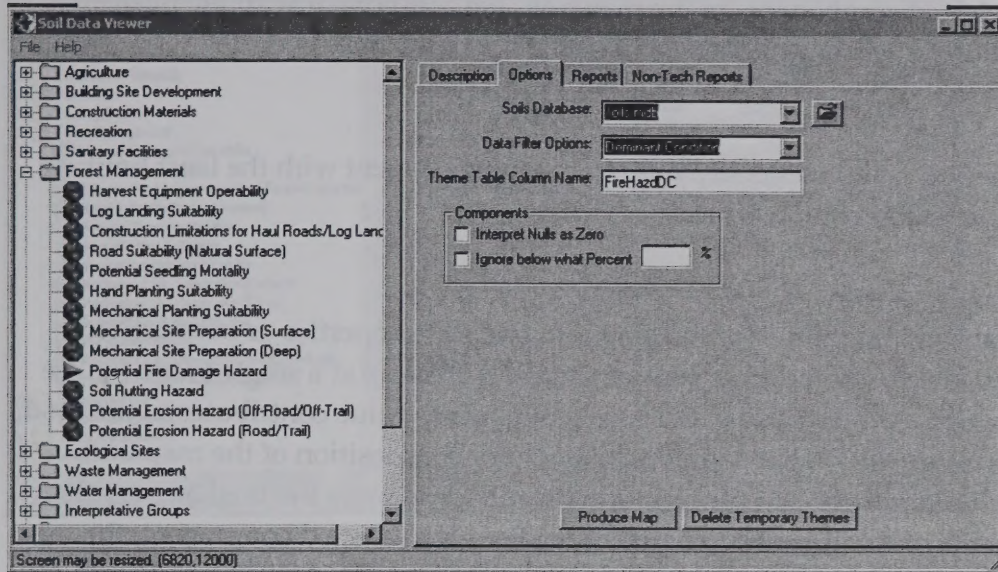 Soil Data Viewer
File Help
Agriculture
Building Site Development
Construction Materials
Recreation
Sanitary Facilities
Forest Management
Harvest Equipment Operability
Log Landing Suitability
Construction Limitations for Haul Roads/Log Land
Road Suitability (Natural Surface)
Potential Seedling Mortality
Hand Planting Suitability
Mechanical Planting Suitability
Mechanical Site Preparation (Surface)
Mechanical Site Preparation (Deep)
Potential Fire Damage Hazard
Soil Rutting Hazard
Potential Erosion Hazard (Off-Road/Off-Trail)
Potential Erosion Hazard (Road/Trail)
Ecological Sites
Waste Management
Water Management
Interpretative Groups
Description Options Reports Non-Tech Reports
Soils Database:
Data Filter Options: Dominant Condition
Theme Table Column Name: FireHazdDC
Components
Interpret Nulls as Zero
Ignore below what Percent %
Produce Map Delete Temporary Themes
Screen may be resized. (6820,12000)